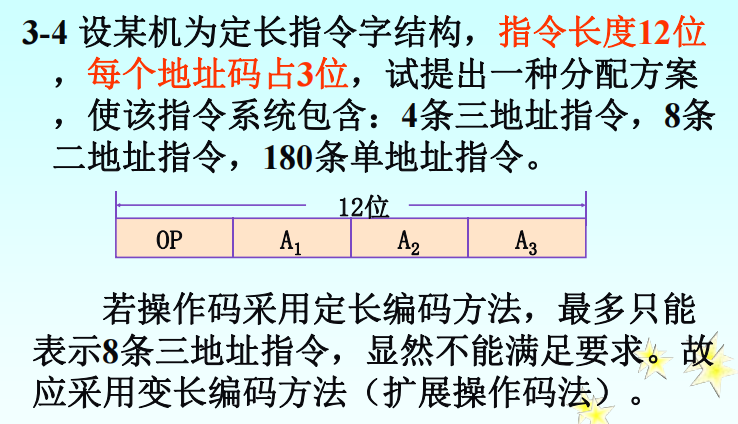 3-4 设某机为定长指令字结构，指令长度12位
，每个地址码占3位，试提出一种分配方案
，使该指令系统包含：4条三地址指令，8条
二地址指令，180条单地址指令。
12位
OP A₁ A₂ A₃
若操作码采用定长编码方法，最多只能
表示8条三地址指令，显然不能满足要求。故
应采用变长编码方法（扩展操作码法）。